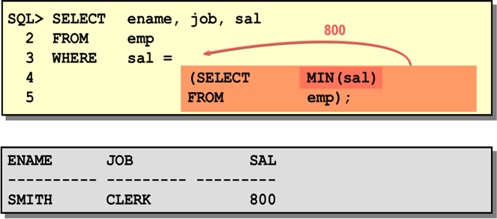 SQL> SELECT ename, job, sal
800
2 FROM emp
3 WHERE sal =
4 (SELECT MIN(sal)
5 FROM emp);
ENAME JOB SAL
---------- --------- ---------
SMITH CLERK 800